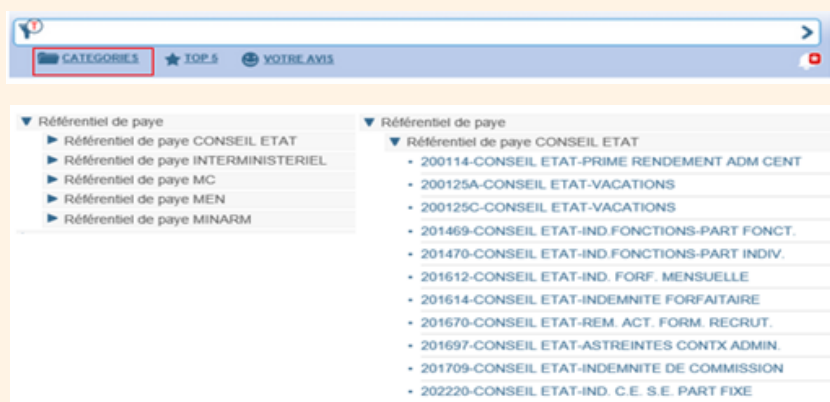 CATEGORIES
TOP 5
VOTRE AVIS
Référentiel de paye
Référentiel de paye CONSEIL ETAT
Référentiel de paye INTERMINISTERIEL
Référentiel de paye MC
Référentiel de paye MEN
Référentiel de paye MINARM
Référentiel de paye
Référentiel de paye CONSEIL ETAT
200114-CONSEIL ETAT-PRIME RENDEMENT ADM CENT
200125A-CONSEIL ETAT-VACATIONS
200125C-CONSEIL ETAT-VACATIONS
201469-CONSEIL ETAT-IND.FONCTIONS-PART FONCT.
201470-CONSEIL ETAT-IND.FONCTIONS-PART INDIV.
201612-CONSEIL ETAT-IND. FORF. MENSUELLE
201614-CONSEIL ETAT-INDEMNITE FORFAITAIRE
201670-CONSEIL ETAT-REM. ACT. FORM. RECRUT.
201697-CONSEIL ETAT-ASTREINTES CONTX ADMIN.
201709-CONSEIL ETAT-INDEMNITE DE COMMISSION
202220-CONSEIL ETAT-IND. C.E. S.E. PART FIXE